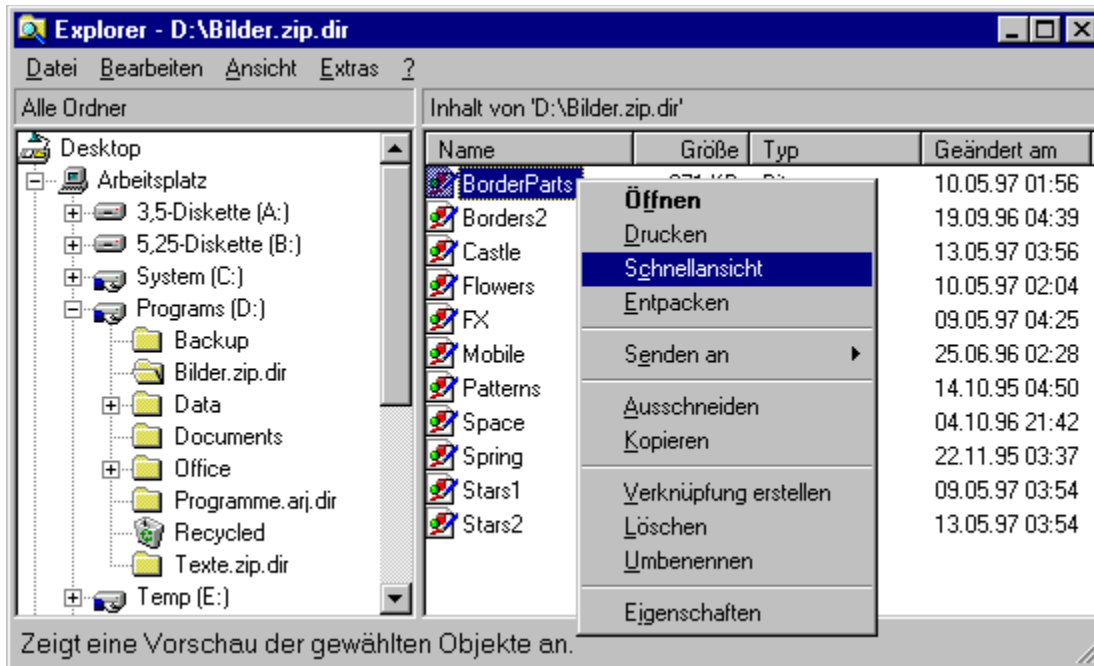 Explorer - D:\Bilder.zip.dir
Datei Bearbeiten Ansicht Extras ?
Alle Ordner
Inhalt von 'D:\Bilder.zip.dir'
Desktop
Arbeitsplatz
3,5-Diskette (A:)
5,25-Diskette (B:)
System (C:)
Programs (D:)
Backup
Bilder.zip.dir
Data
Documents
Office
Programme.arj.dir
Recycled
Texte.zip.dir
Temp (E:)
Name Größe Typ Geändert am
BorderParts 10.05.97 01:56
Borders2 19.09.96 04:39
Castle 13.05.97 03:56
Flowers 10.05.97 02:04
FX 09.05.97 04:25
Mobile 25.06.96 02:28
Patterns 14.10.95 04:50
Space 04.10.96 21:42
Spring 22.11.95 03:37
Stars1 09.05.97 03:54
Stars2 13.05.97 03:54
Öffnen
Drucken
Schnellansicht
Entpacken
Senden an
Ausschneiden
Kopieren
Verknüpfung erstellen
Löschen
Umbenennen
Eigenschaften
Zeigt eine Vorschau der gewählten Objekte an.